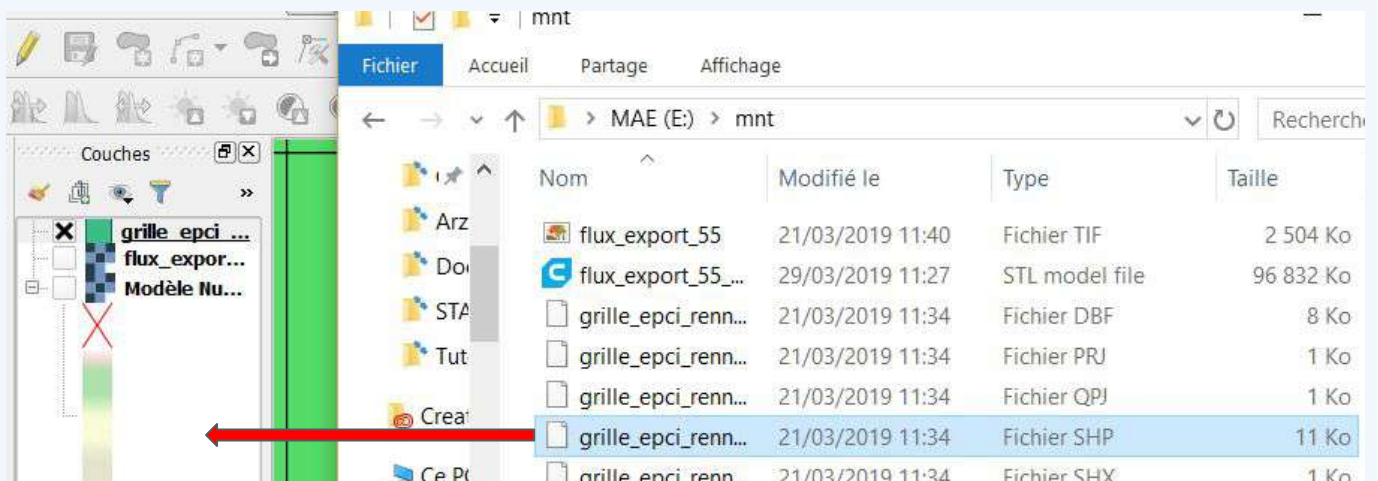 mnt
Fichier Accueil Partage Affichage
MAE (E:) > mnt
Recherch
Couches
Nom Modifié le Type Taille
grille_epci_...
flux_expor...
Modèle Nu...
Arz
Do
STA
Tut
Creat
Ce P
flux_export_55 21/03/2019 11:40 Fichier TIF 2 504 Ko
flux_export_55_... 29/03/2019 11:27 STL model file 96 832 Ko
grille_epci_renn... 21/03/2019 11:34 Fichier DBF 8 Ko
grille_epci_renn... 21/03/2019 11:34 Fichier PRJ 1 Ko
grille_epci_renn... 21/03/2019 11:34 Fichier QPJ 1 Ko
grille_epci_renn... 21/03/2019 11:34 Fichier SHP 11 Ko
grille_epci_renn... 21/03/2019 11:34 Fichier SHX 1 Ko